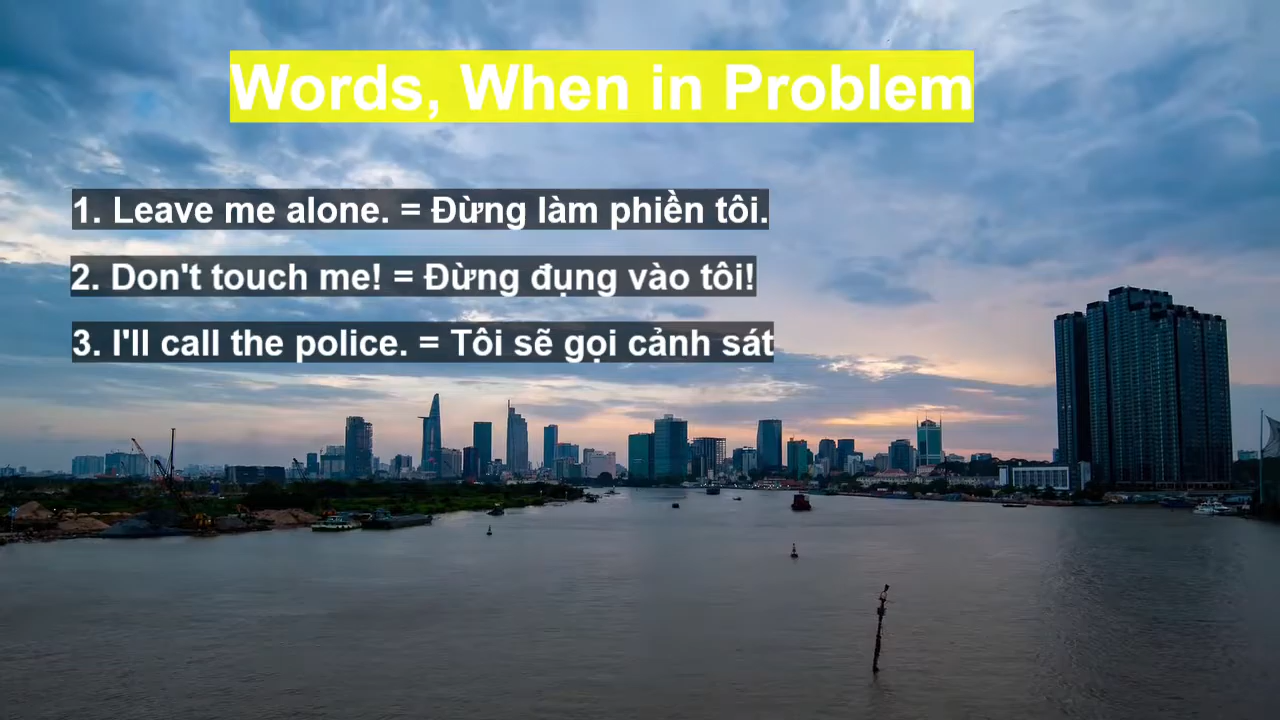 Words, When in Problem
1. Leave me alone. = Đừng làm phiền tôi.
2. Don't touch me! = Đừng đụng vào tôi!
3. I'll call the police. = Tôi sẽ gọi cảnh sát